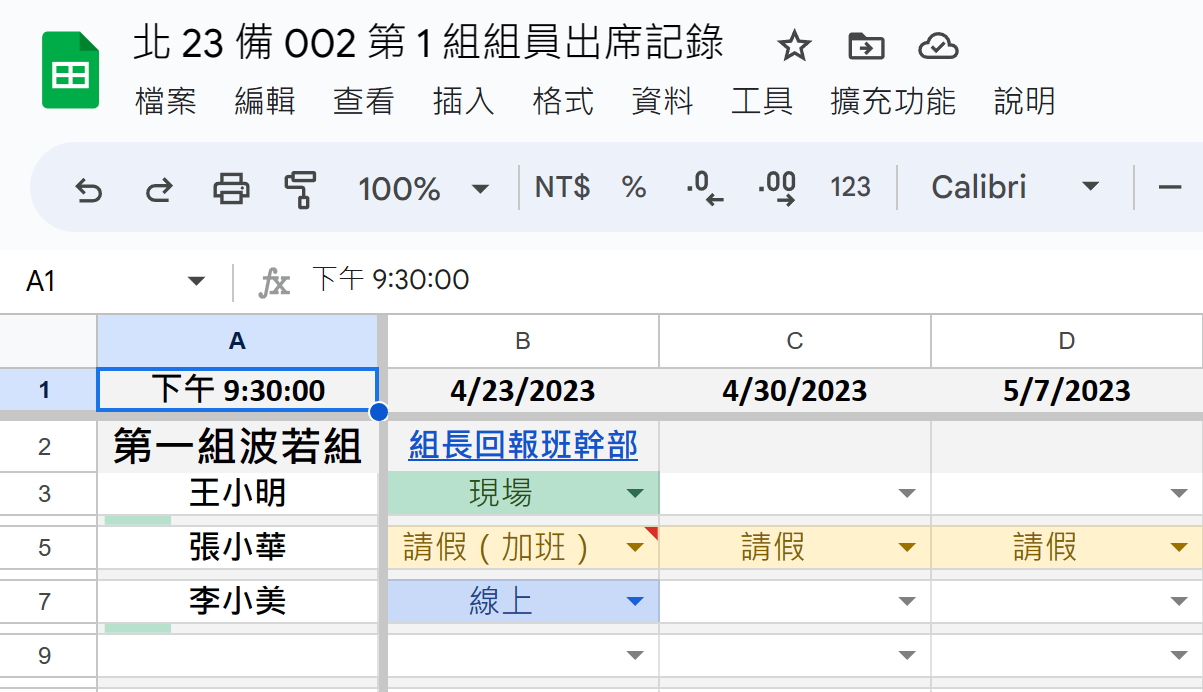 北 23 備 002 第 1 組組員出席記錄
檔案 編輯 查看 插入 格式 資料 工具 擴充功能 說明
100% NT$ % .0 .00 123 Calibri
A1 fx 下午 9:30:00
A B C D
1 下午 9:30:00 4/23/2023 4/30/2023 5/7/2023
2 第一組波若組 組長回報班幹部
3 王小明 現場
5 張小華 請假（加班） 請假 請假
7 李小美 線上
9